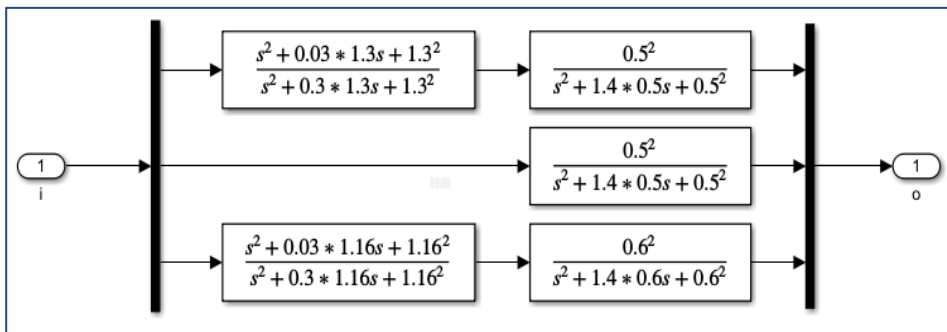 s² + 0.03 * 1.3s + 1.3²
s² + 0.3 * 1.3s + 1.3²
0.5²
s² + 1.4 * 0.5s + 0.5²
1
i
0.5²
s² + 1.4 * 0.5s + 0.5²
1
o
s² + 0.03 * 1.16s + 1.16²
s² + 0.3 * 1.16s + 1.16²
0.6²
s² + 1.4 * 0.6s + 0.6²